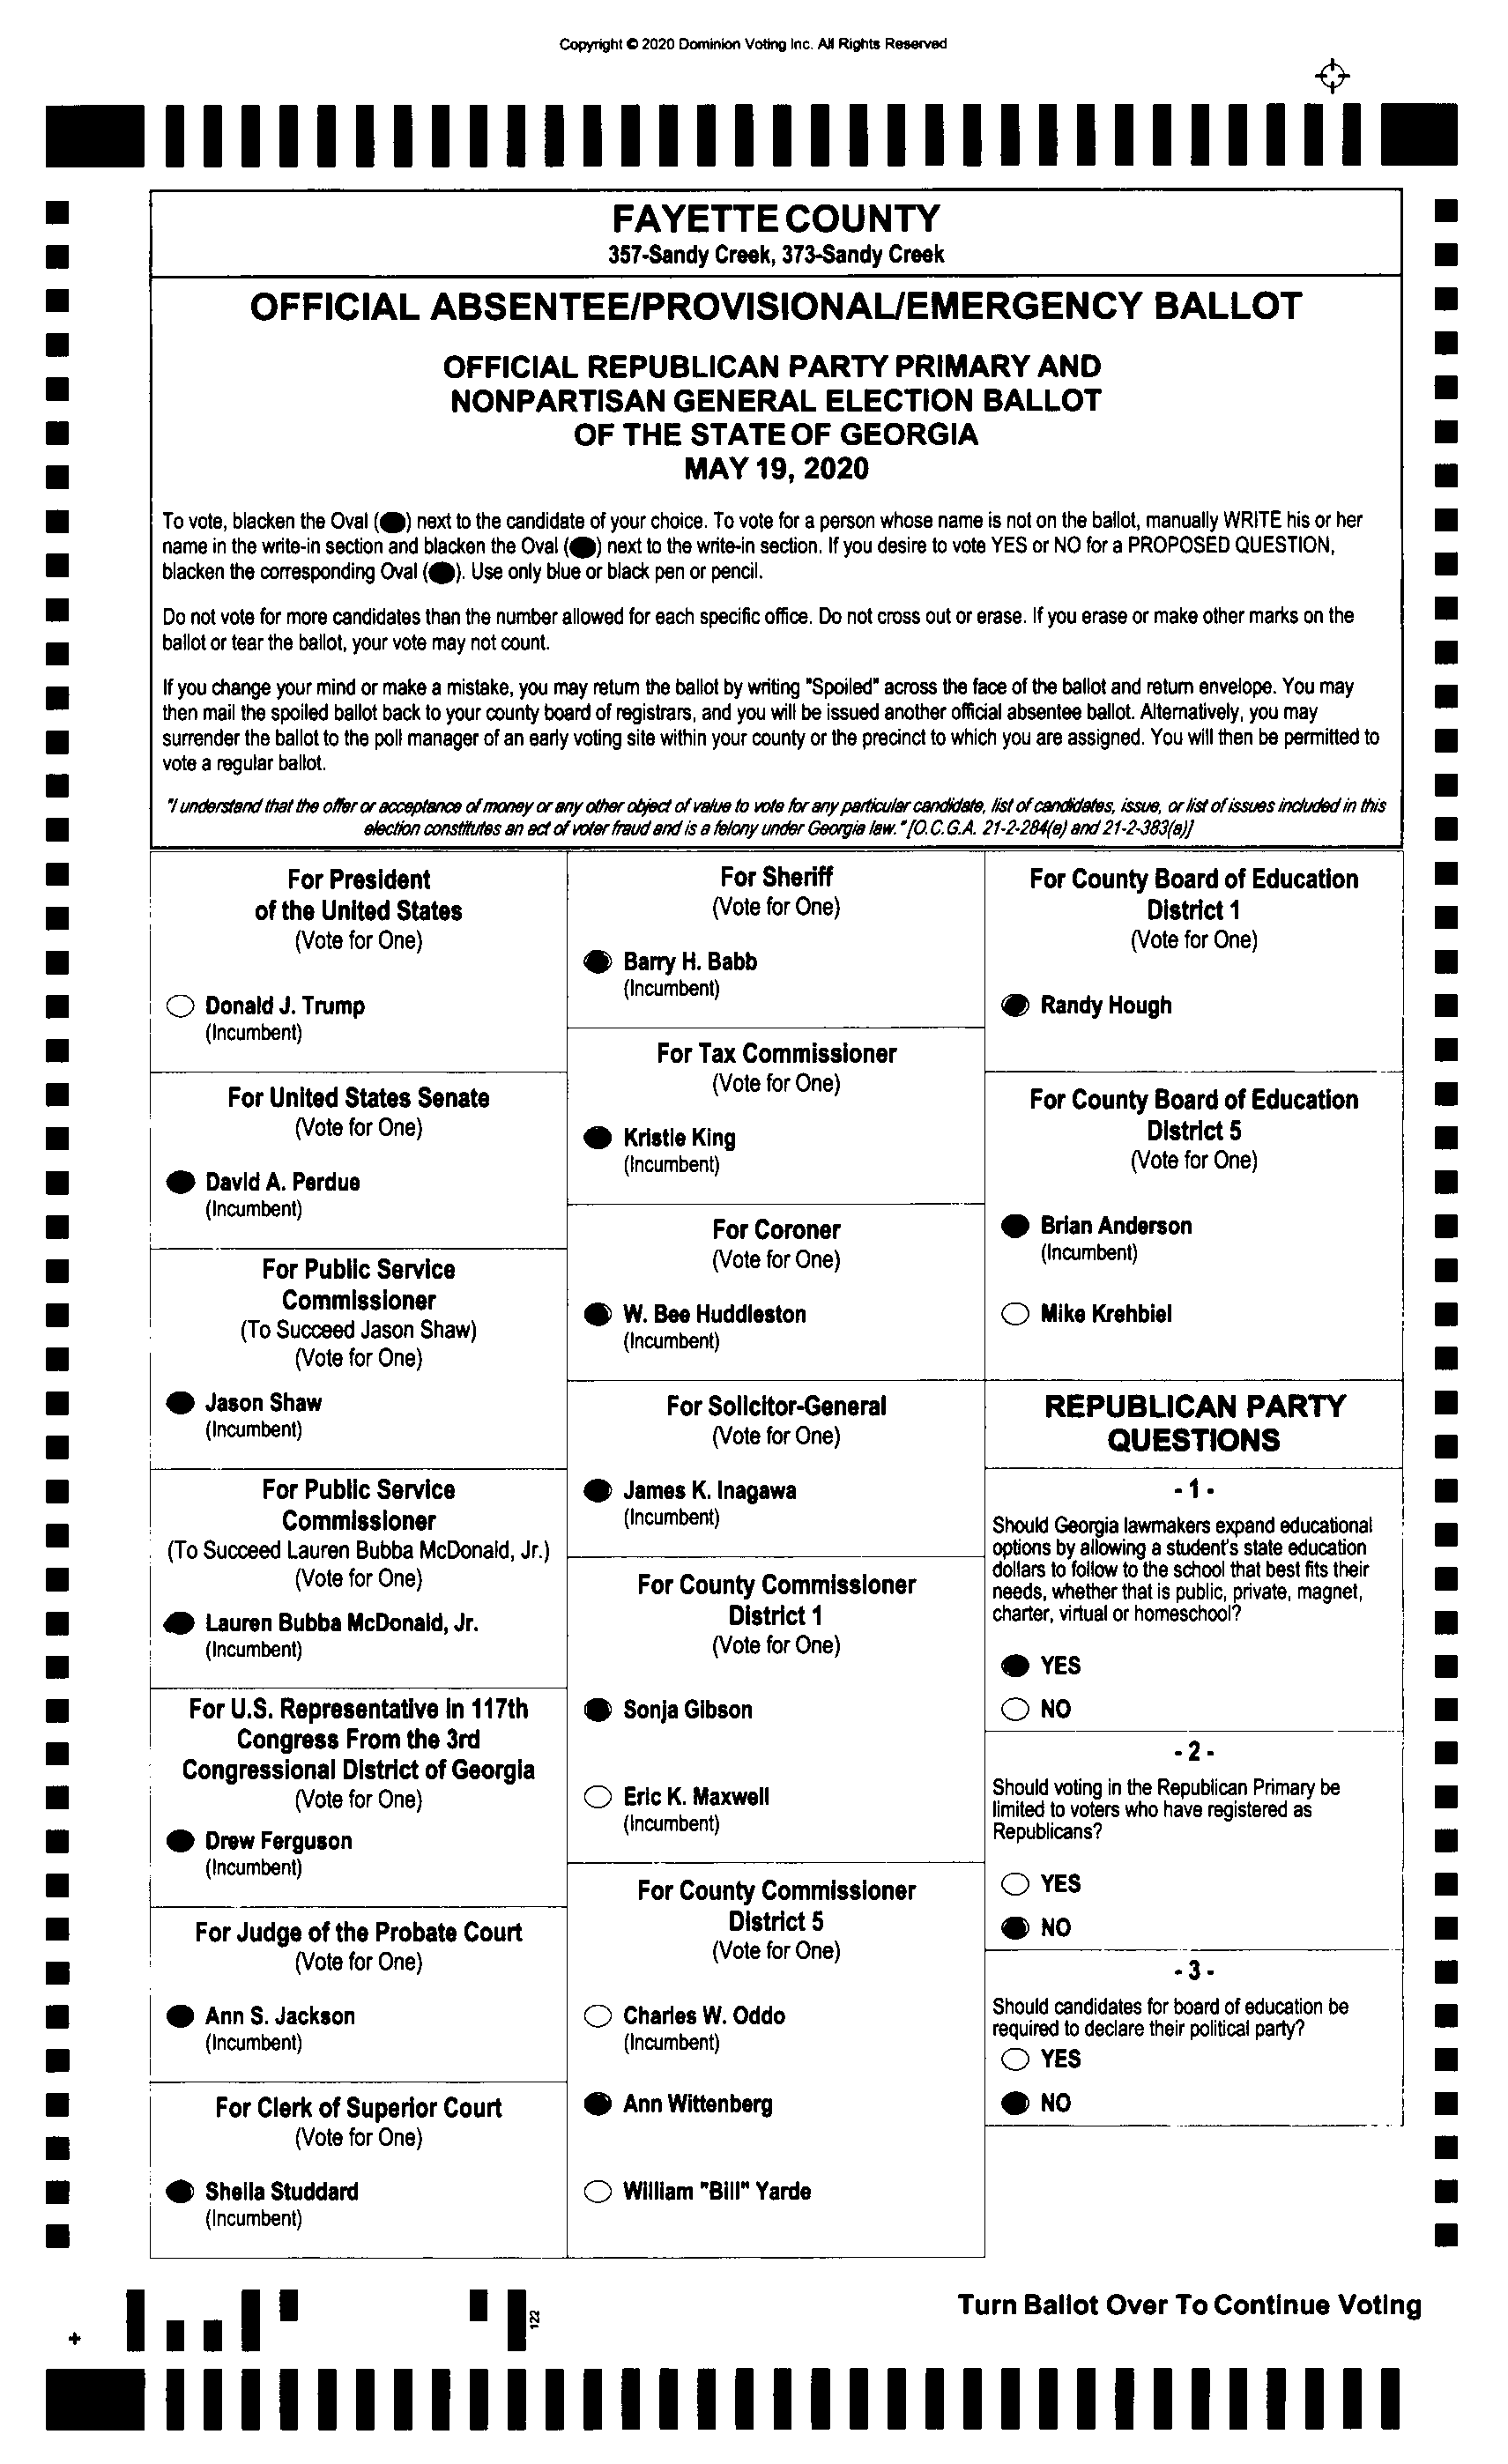 Copyright © 2020 Dominion Voting Inc. All Rights Reserved
FAYETTE COUNTY
357-Sandy Creek, 373-Sandy Creek
OFFICIAL ABSENTEE/PROVISIONAL/EMERGENCY BALLOT
OFFICIAL REPUBLICAN PARTY PRIMARY AND
NONPARTISAN GENERAL ELECTION BALLOT
OF THE STATE OF GEORGIA
MAY 19, 2020
To vote, blacken the Oval ( ) next to the candidate of your choice. To vote for a person whose name is not on the ballot, manually WRITE his or her
name in the write-in section and blacken the Oval ( ) next to the write-in section. If you desire to vote YES or NO for a PROPOSED QUESTION,
blacken the corresponding Oval ( ). Use only blue or black pen or pencil.
Do not vote for more candidates than the number allowed for each specific office. Do not cross out or erase. If you erase or make other marks on the
ballot or tear the ballot, your vote may not count.
If you change your mind or make a mistake, you may return the ballot by writing "Spoiled" across the face of the ballot and return envelope. You may
then mail the spoiled ballot back to your county board of registrars, and you will be issued another official absentee ballot. Alternatively, you may
surrender the ballot to the poll manager of an early voting site within your county or the precinct to which you are assigned. You will then be permitted to
vote a regular ballot.
"I understand that the offer or acceptance of money or any other object of value to vote for any particular candidate, list of candidates, issue, or list of issues included in this
election constitutes an act of voter fraud and is a felony under Georgia law." [O.C.G.A. 21-2-284(e) and 21-2-383(a)]
For President
of the United States
(Vote for One)
Donald J. Trump
(Incumbent)
For United States Senate
(Vote for One)
David A. Perdue
(Incumbent)
For Public Service
Commissioner
(To Succeed Jason Shaw)
(Vote for One)
Jason Shaw
(Incumbent)
For Public Service
Commissioner
(To Succeed Lauren Bubba McDonald, Jr.)
(Vote for One)
Lauren Bubba McDonald, Jr.
(Incumbent)
For U.S. Representative in 117th
Congress From the 3rd
Congressional District of Georgia
(Vote for One)
Drew Ferguson
(Incumbent)
For Judge of the Probate Court
(Vote for One)
Ann S. Jackson
(Incumbent)
For Clerk of Superior Court
(Vote for One)
Sheila Studdard
(Incumbent)
For Sheriff
(Vote for One)
Barry H. Babb
(Incumbent)
For Tax Commissioner
(Vote for One)
Kristie King
(Incumbent)
For Coroner
(Vote for One)
W. Bee Huddleston
(Incumbent)
For Solicitor-General
(Vote for One)
James K. Inagawa
(Incumbent)
For County Commissioner
District 1
(Vote for One)
Sonja Gibson
Eric K. Maxwell
(Incumbent)
For County Commissioner
District 5
(Vote for One)
Charles W. Oddo
(Incumbent)
Ann Wittenberg
William "Bill" Yarde
For County Board of Education
District 1
(Vote for One)
Randy Hough
For County Board of Education
District 5
(Vote for One)
Brian Anderson
(Incumbent)
Mike Krehbiel
REPUBLICAN PARTY
QUESTIONS
- 1 -
Should Georgia lawmakers expand educational
options by allowing a student's state education
dollars to follow to the school that best fits their
needs, whether that is public, private, magnet,
charter, virtual or homeschool?
YES
NO
- 2 -
Should voting in the Republican Primary be
limited to voters who have registered as
Republicans?
YES
NO
- 3 -
Should candidates for board of education be
required to declare their political party?
YES
NO
122
Turn Ballot Over To Continue Voting